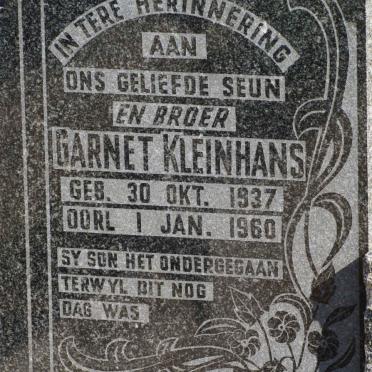 IN TERE HERINNERING
AAN
ONS GELIEFDE SEUN
EN BROER
GARNET KLEINHANS
GEB. 30 OKT. 1937
OORL 1 JAN. 1960
SY SON HET ONDERGEGAAN
TERWYL DIT NOG
DAG WAS